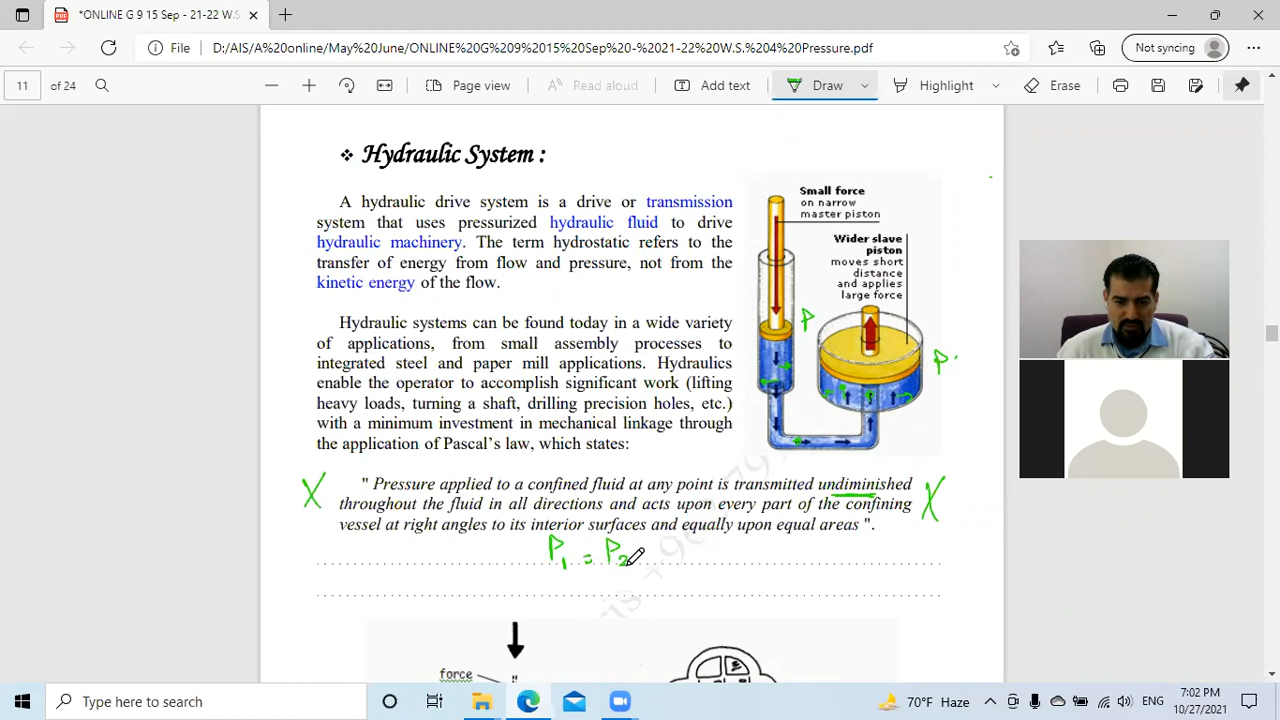 *ONLINE G 9 15 Sep - 21-22 W.S.
File
D:/AIS/A%20online/May%20June/ONLINE%20G%209%2015%20Sep%20-%2021-22%20W.S.%204%20Pressure.pdf
Not syncing
11
of 24
Page view
Read aloud
Add text
Draw
Highlight
Erase
❖ Hydraulic System :
A hydraulic drive system is a drive or transmission
system that uses pressurized hydraulic fluid to drive
hydraulic machinery. The term hydrostatic refers to the
transfer of energy from flow and pressure, not from the
kinetic energy of the flow.
Small force
on narrow
master piston
Wider slave
piston
moves short
distance
and applies
large force
P
P
Hydraulic systems can be found today in a wide variety
of applications, from small assembly processes to
integrated steel and paper mill applications. Hydraulics
enable the operator to accomplish significant work (lifting
heavy loads, turning a shaft, drilling precision holes, etc.)
with a minimum investment in mechanical linkage through
the application of Pascal's law, which states:
X
X
" Pressure applied to a confined fluid at any point is transmitted undiminished
throughout the fluid in all directions and acts upon every part of the confining
vessel at right angles to its interior surfaces and equally upon equal areas ".
P1 = P2
force
Type here to search
70°F Haze
ENG
7:02 PM
10/27/2021